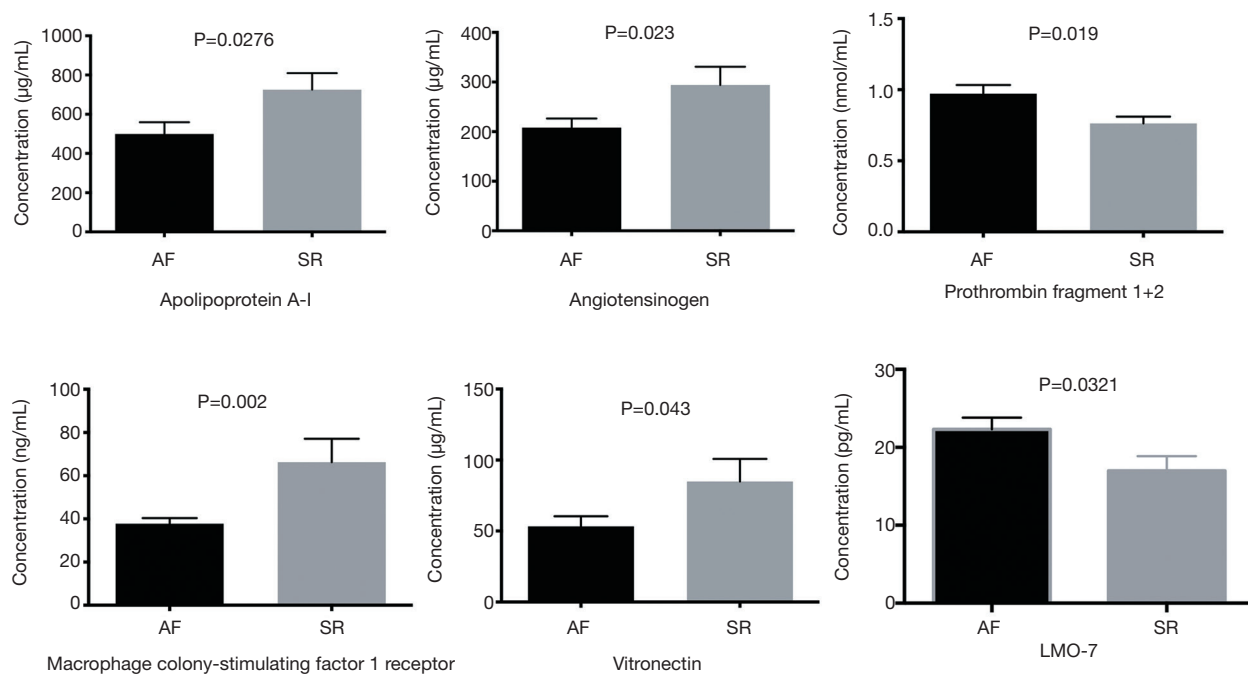 Concentration (µg/mL)
1000
800
600
400
200
0
P=0.0276
AF SR
Apolipoprotein A-I
Concentration (µg/mL)
400
300
200
100
0
P=0.023
AF SR
Angiotensinogen
Concentration (nmol/mL)
1.5
1.0
0.5
0.0
P=0.019
AF SR
Prothrombin fragment 1+2
Concentration (ng/mL)
100
80
60
40
20
0
P=0.002
AF SR
Macrophage colony-stimulating factor 1 receptor
Concentration (µg/mL)
150
100
50
0
P=0.043
AF SR
Vitronectin
Concentration (pg/mL)
30
20
10
0
P=0.0321
AF SR
LMO-7